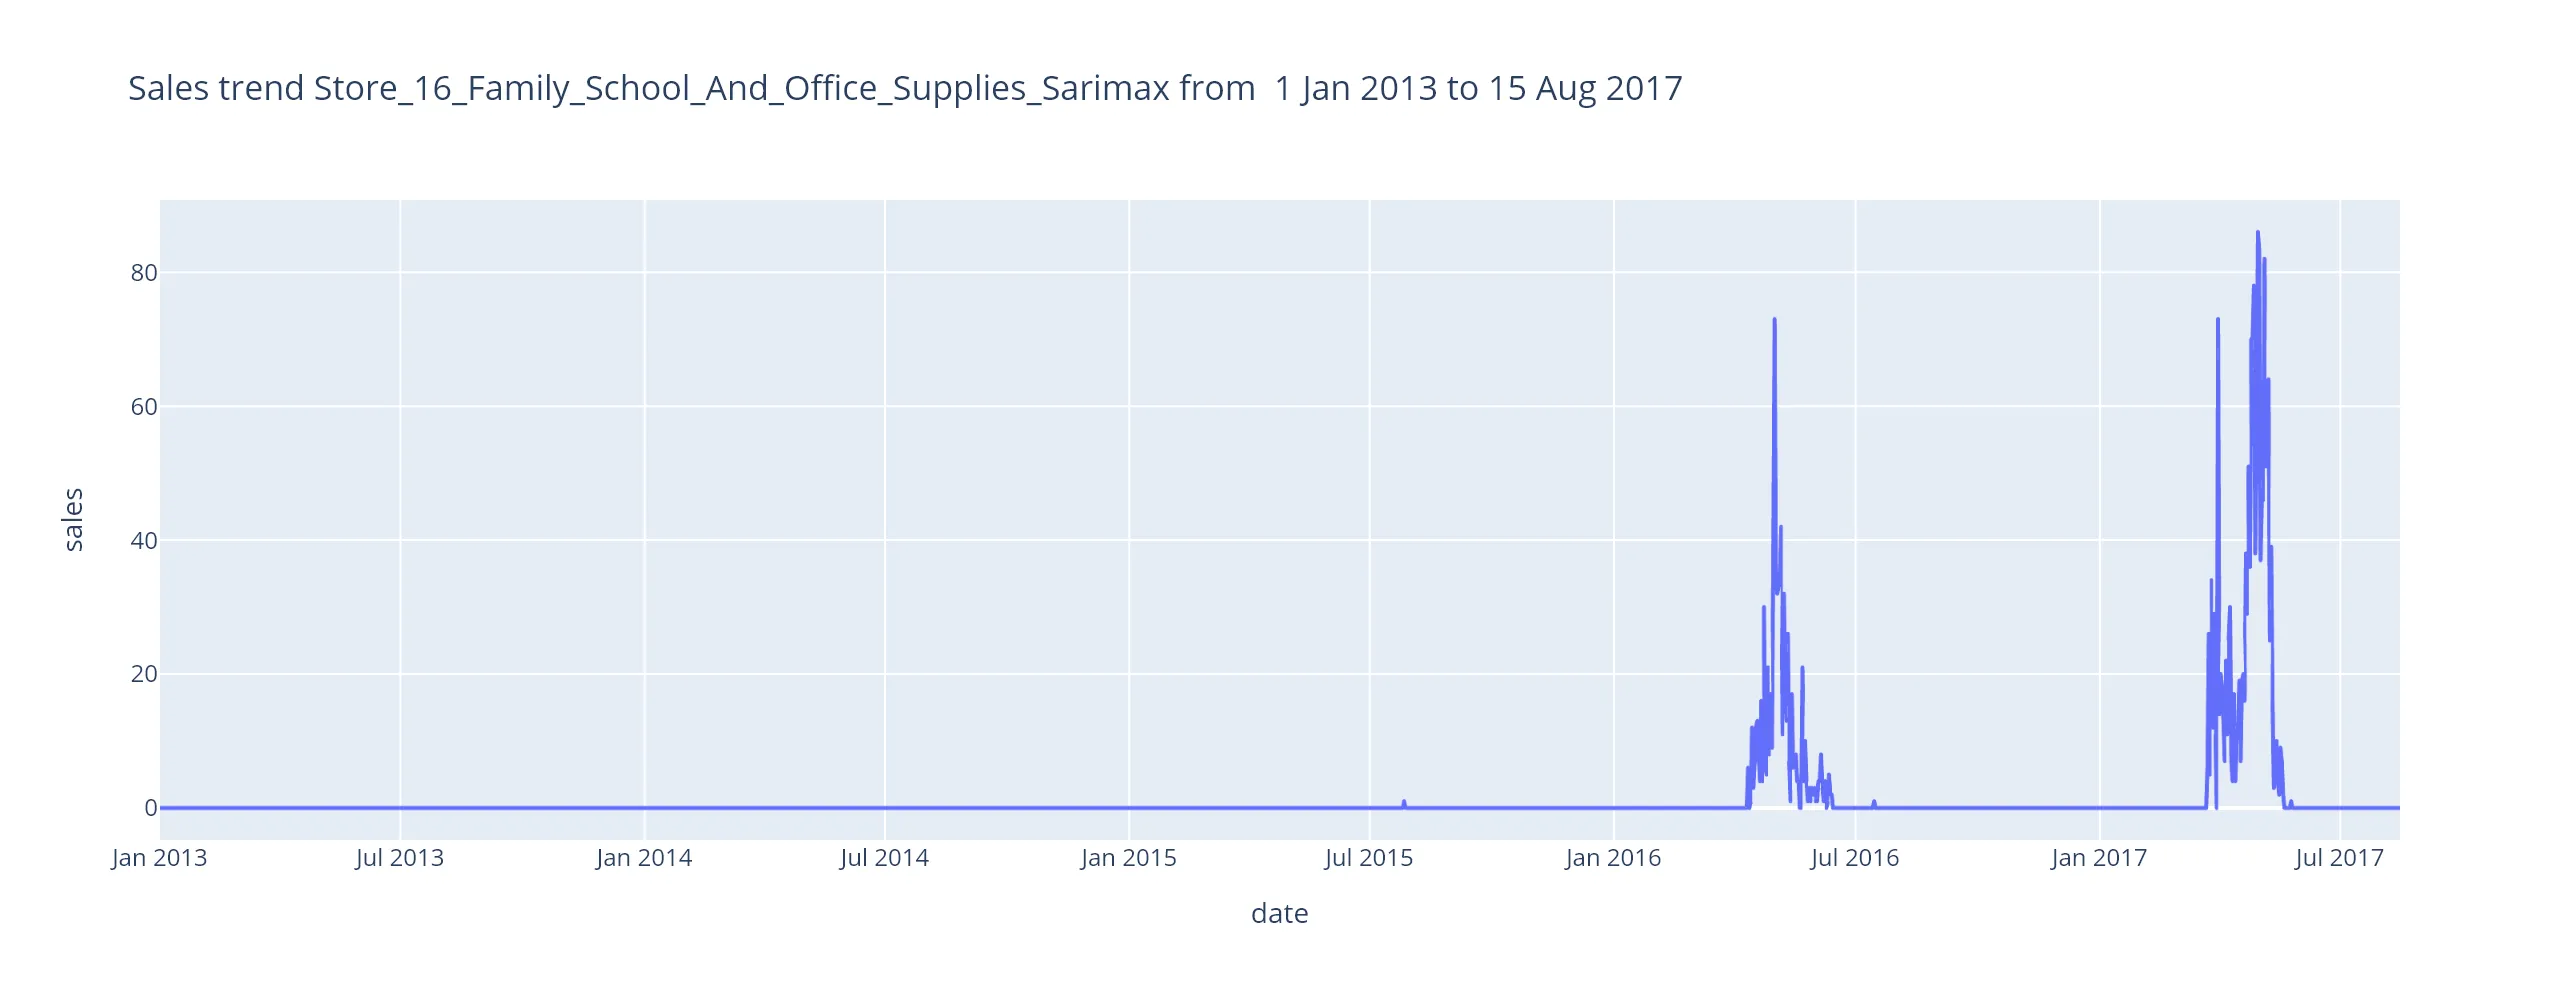 Sales trend Store_16_Family_School_And_Office_Supplies_Sarimax from  1 Jan 2013 to 15 Aug 2017
80
60
40
20
0
sales
Jan 2013 Jul 2013 Jan 2014 Jul 2014 Jan 2015 Jul 2015 Jan 2016 Jul 2016 Jan 2017 Jul 2017
date